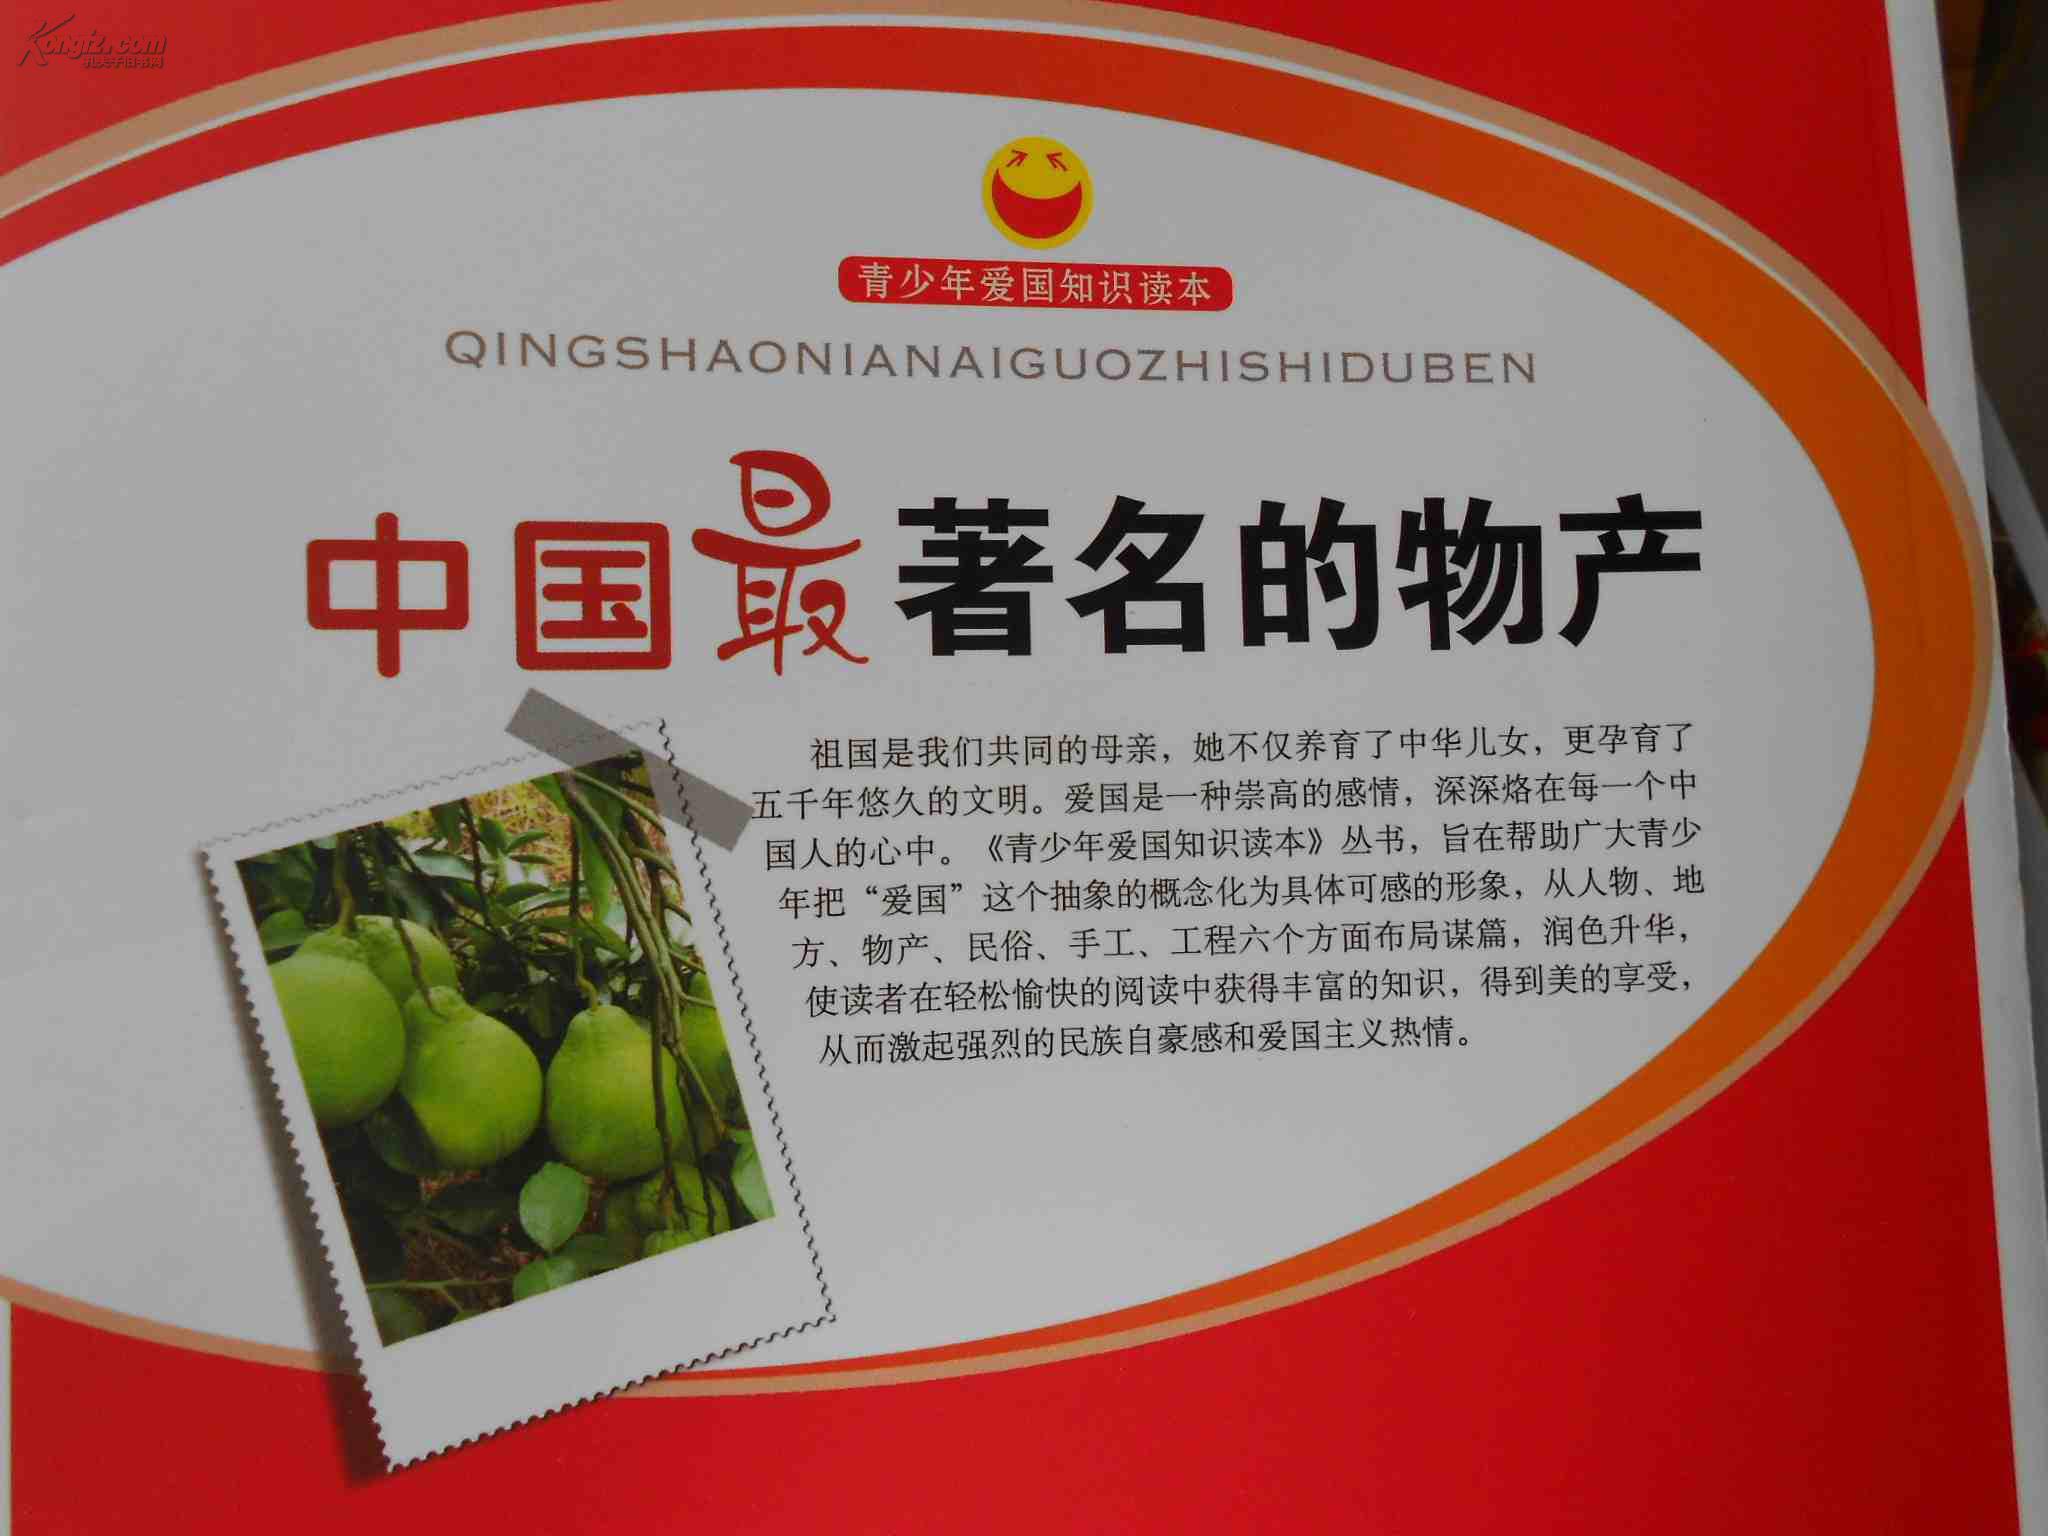 Kongfz.com
孔夫子旧书网
青少年爱国知识读本
QINGSHAONIANAIGUOZHISHIDUBEN
中国最著名的物产
祖国是我们共同的母亲，她不仅养育了中华儿女，更孕育了
五千年悠久的文明。爱国是一种崇高的感情，深深烙在每一个中
国人的心中。《青少年爱国知识读本》丛书，旨在帮助广大青少
年把“爱国”这个抽象的概念化为具体可感的形象，从人物、地
方、物产、民俗、手工、工程六个方面布局谋篇，润色升华，
使读者在轻松愉快的阅读中获得丰富的知识，得到美的享受，
从而激起强烈的民族自豪感和爱国主义热情。